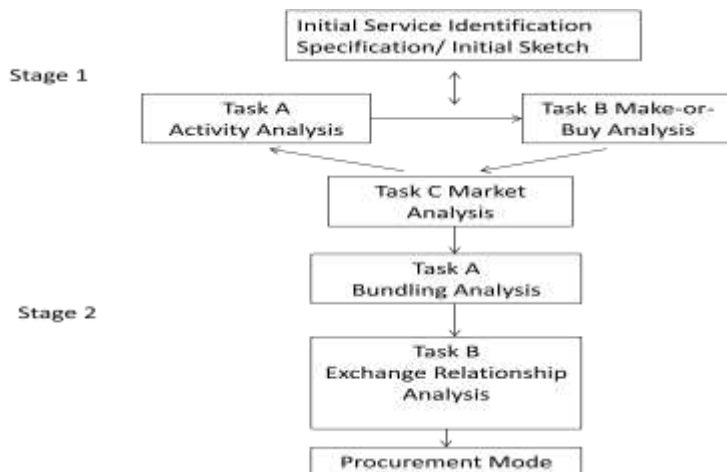 Initial Service Identification
Specification/ Initial Sketch
Stage 1
Task A
Activity Analysis
Task B Make-or-
Buy Analysis
Task C Market
Analysis
Task A
Bundling Analysis
Stage 2
Task B
Exchange Relationship
Analysis
Procurement Mode